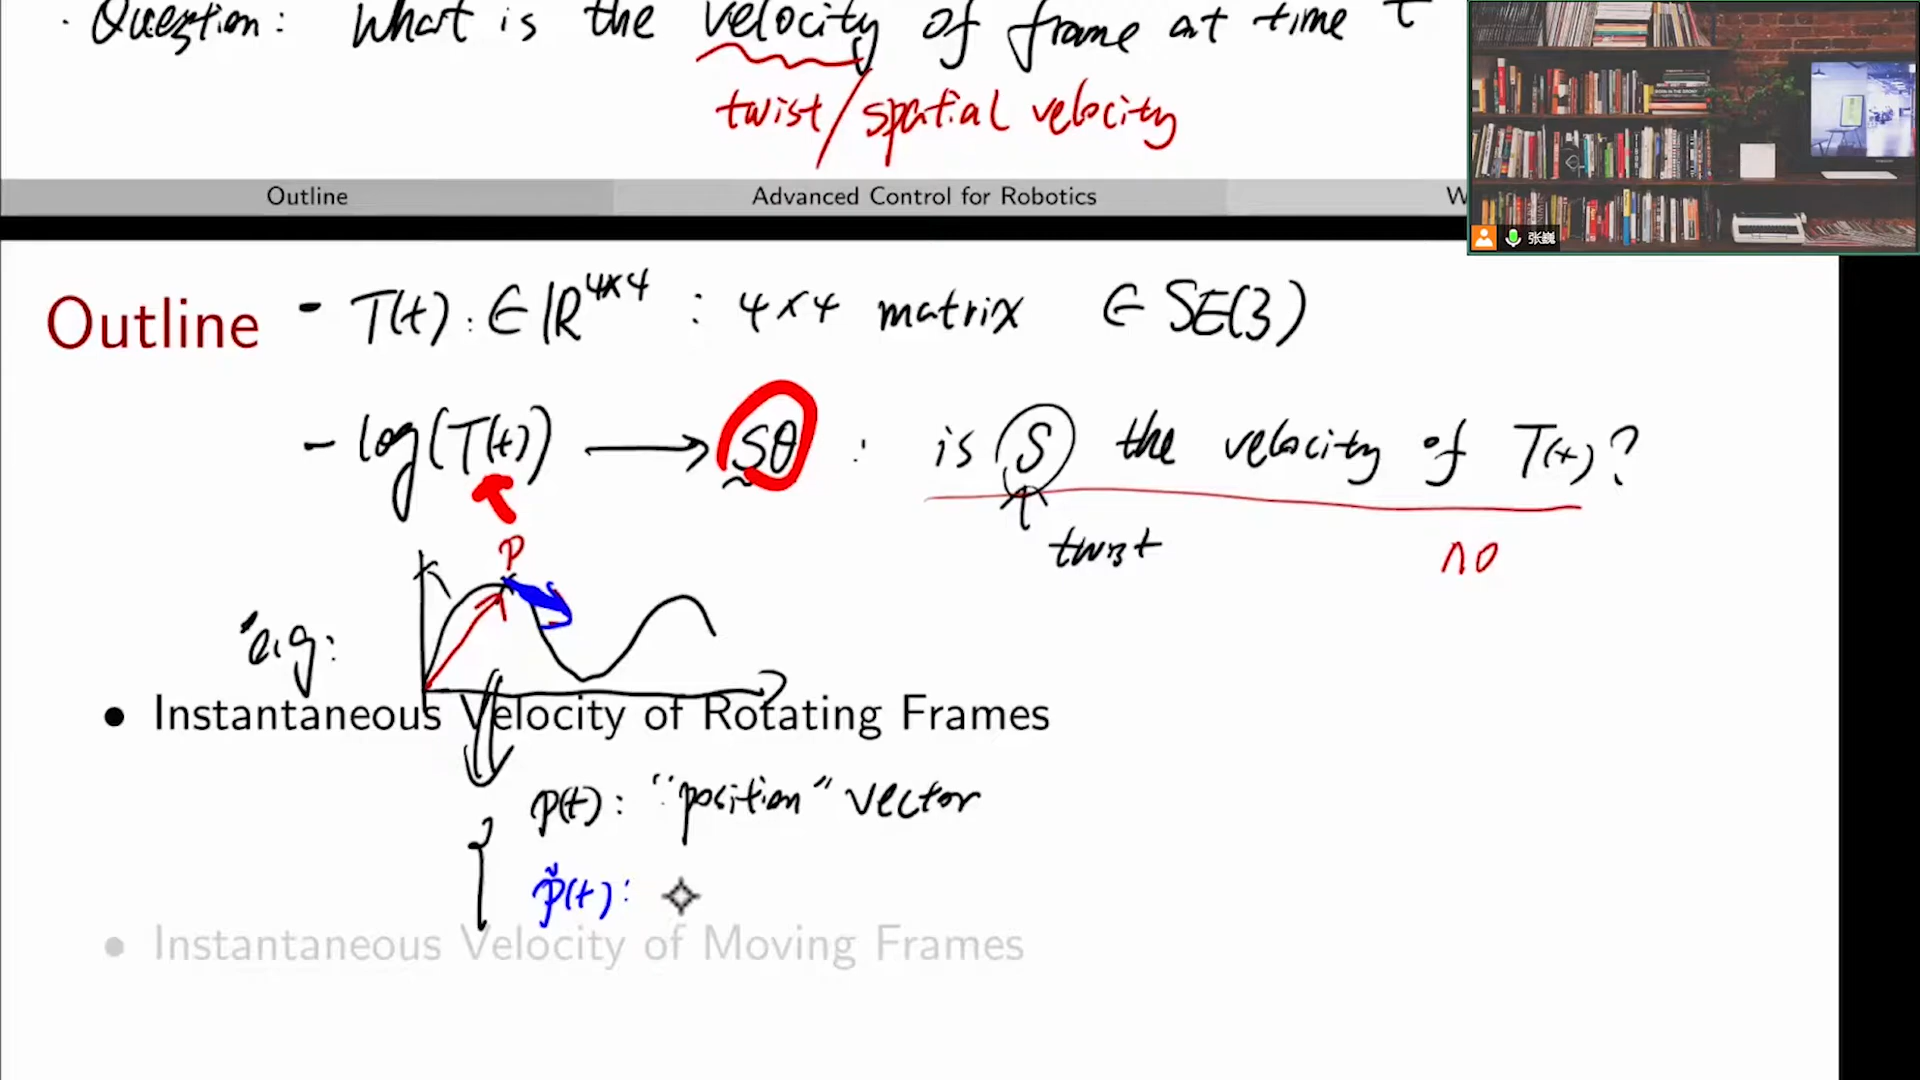 · Question: What is the velocity of frame at time t
twist/spatial velocity
Outline
Advanced Control for Robotics
W
张巍
Outline
- T(t): ∈ ℝ^{4×4} : 4×4 matrix ∈ SE(3)
- log(T(t)) → Sθ : is S the velocity of T(t)?
twist
no
p
e.g:
• Instantaneous Velocity of Rotating Frames
p(t): "position" vector
ṗ(t):
• Instantaneous Velocity of Moving Frames